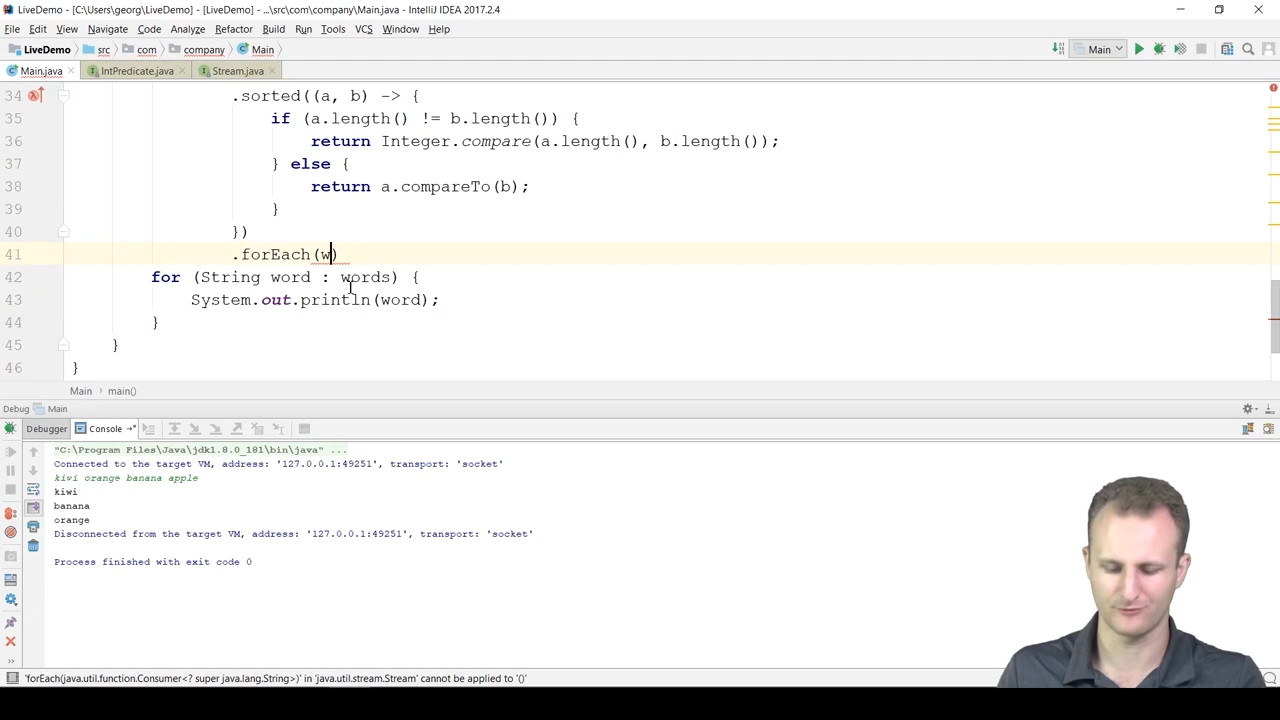 LiveDemo - [C:\Users\georg\LiveDemo] - [LiveDemo] - ...\src\com\company\Main.java - IntelliJ IDEA 2017.2.4
File Edit View Navigate Code Analyze Refactor Build Run Tools VCS Window Help
LiveDemo src com company Main Main
Main.java IntPredicate.java Stream.java
34 .sorted((a, b) -> {
35 if (a.length() != b.length()) {
36 return Integer.compare(a.length(), b.length());
37 } else {
38 return a.compareTo(b);
39 }
40 })
41 .forEach(w)
42 for (String word : words) {
43 System.out.println(word);
44 }
45 }
46 }
Main › main()
Debug Main
Debugger Console
"C:\Program Files\Java\jdk1.8.0_181\bin\java" ...
Connected to the target VM, address: '127.0.0.1:49251', transport: 'socket'
kiwi orange banana apple
kiwi
banana
orange
Disconnected from the target VM, address: '127.0.0.1:49251', transport: 'socket'
Process finished with exit code 0
'forEach(java.util.function.Consumer<? super java.lang.String>)' in 'java.util.stream.Stream' cannot be applied to '()'